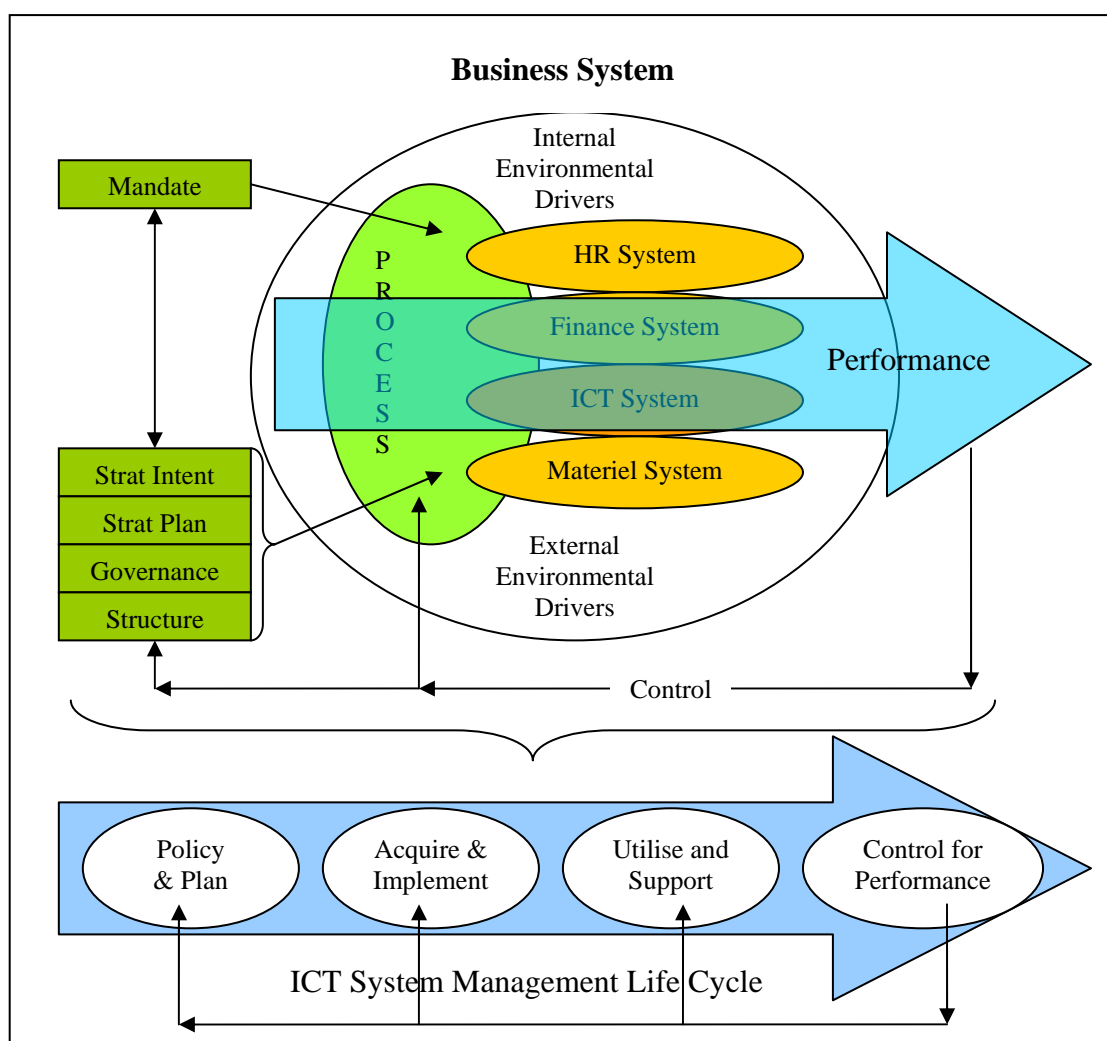 Business System
Internal
Environmental
Drivers
Mandate
HR System
PROCESS
Finance System
Performance
ICT System
Strat Intent
Materiel System
Strat Plan
Governance
Structure
External
Environmental
Drivers
Control
Policy
& Plan
Acquire &
Implement
Utilise and
Support
Control for
Performance
ICT System Management Life Cycle